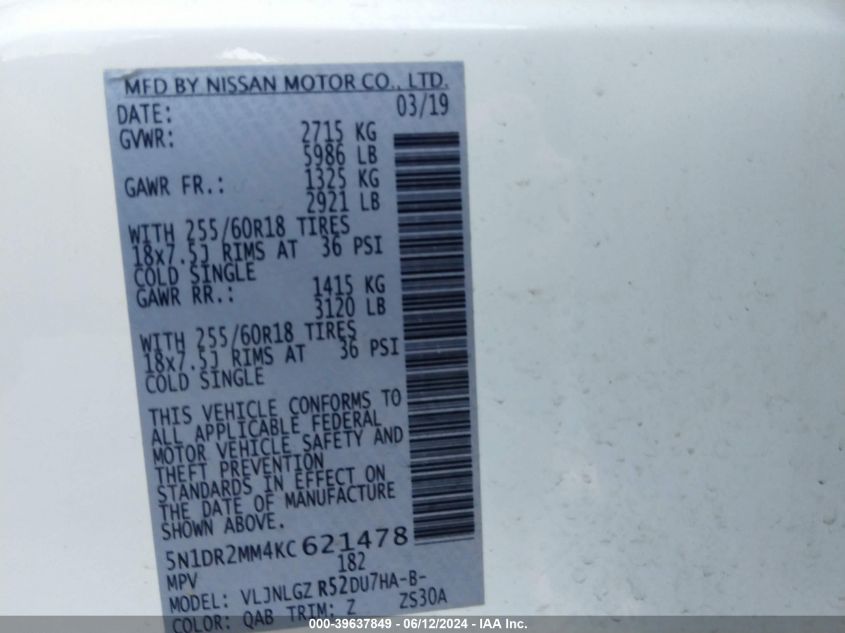 MFD BY NISSAN MOTOR CO., LTD.
DATE: 03/19
GVWR: 2715 KG
5986 LB
GAWR FR.: 1325 KG
2921 LB
WITH 255/60R18 TIRES
18x7.5J RIMS AT 36 PSI
COLD SINGLE
GAWR RR.: 1415 KG
3120 LB
WITH 255/60R18 TIRES
18x7.5J RIMS AT 36 PSI
COLD SINGLE
THIS VEHICLE CONFORMS TO
ALL APPLICABLE FEDERAL
MOTOR VEHICLE SAFETY AND
THEFT PREVENTION
STANDARDS IN EFFECT ON
THE DATE OF MANUFACTURE
SHOWN ABOVE.
5N1DR2MM4KC621478
MPV 182
MODEL: VLJNLGZ R52DU7HA-B-
COLOR: QAB TRIM: Z ZS30A
000-39637849 - 06/12/2024 - IAA Inc.